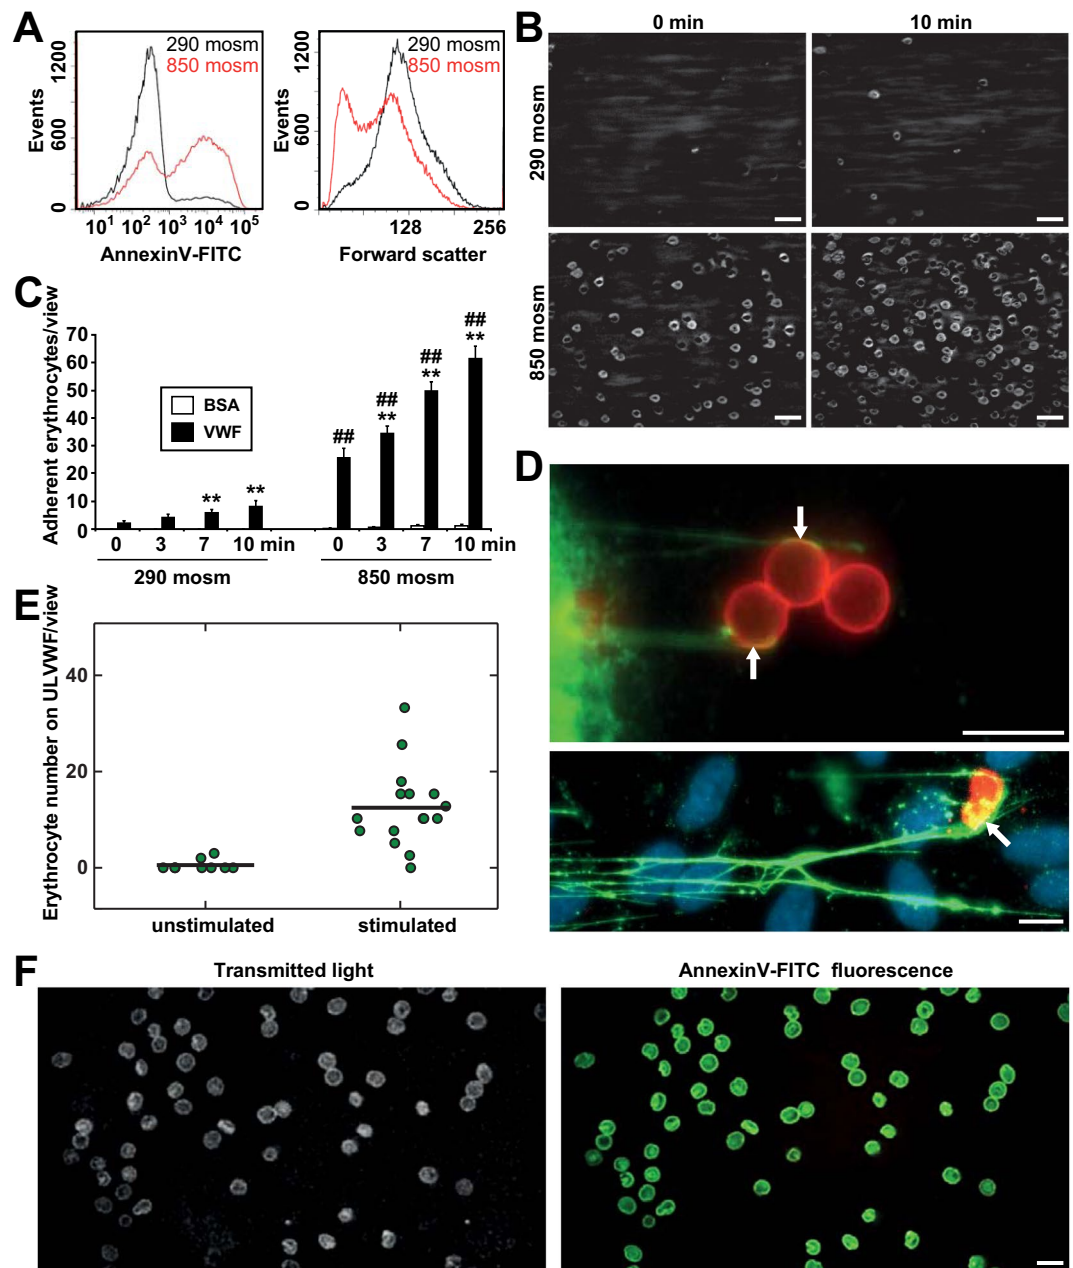 A
290 mosm
850 mosm
Events
1200
600
0
10¹ 10² 10³ 10⁴ 10⁵
AnnexinV-FITC
290 mosm
850 mosm
Events
1200
600
0
128 256
Forward scatter
B
0 min 10 min
290 mosm
850 mosm
C
Adherent erythrocytes/view
70
60
50
40
30
20
10
0
BSA
VWF
** **
##
## **
## **
## **
0 3 7 10 min 0 3 7 10 min
290 mosm 850 mosm
D
E
Erythrocyte number on ULVWF/view
40
20
0
unstimulated stimulated
F
Transmitted light AnnexinV-FITC fluorescence